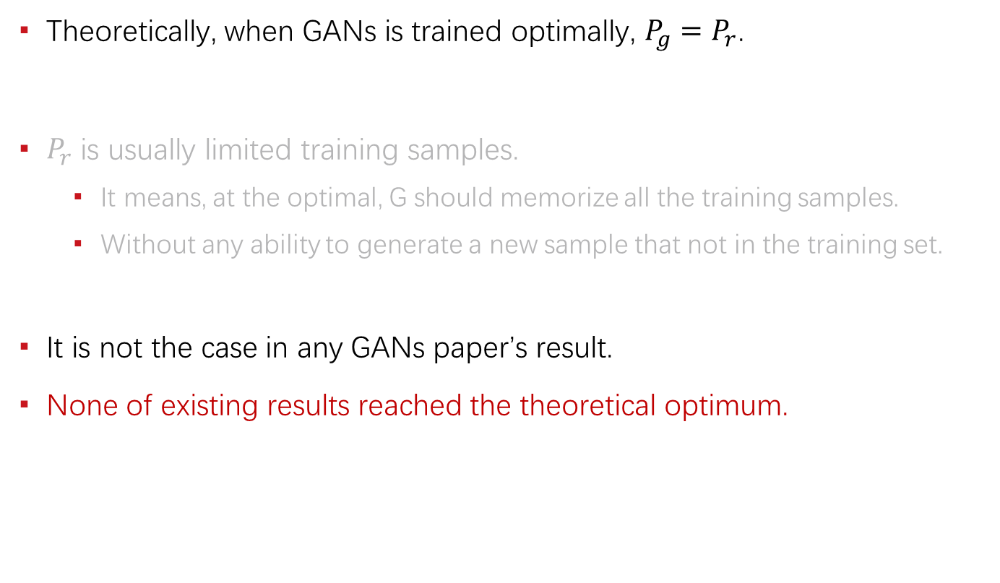 ▪ Theoretically, when GANs is trained optimally, P_g = P_r.
▪ P_r is usually limited training samples.
▪ It means, at the optimal, G should memorize all the training samples.
▪ Without any ability to generate a new sample that not in the training set.
▪ It is not the case in any GANs paper’s result.
▪ None of existing results reached the theoretical optimum.